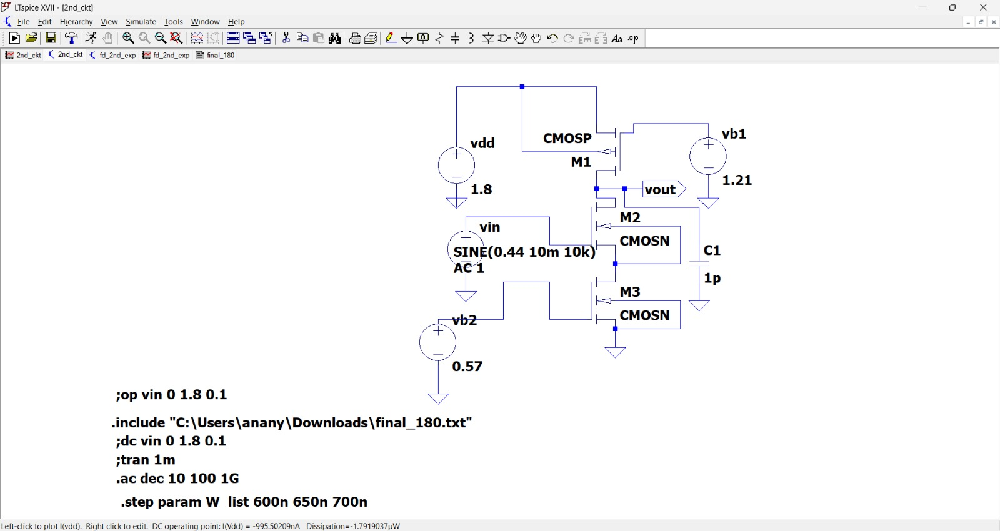 LTspice XVII - [2nd_ckt]
File Edit Hierarchy View Simulate Tools Window Help
2nd_ckt 2nd_ckt fd_2nd_exp fd_2nd_exp final_180
vdd
1.8
CMOSP
M1
vb1
1.21
vout
vin
SINE(0.44 10m 10k)
AC 1
M2
CMOSN
C1
1p
vb2
0.57
M3
CMOSN
;op vin 0 1.8 0.1
.include "C:\Users\anany\Downloads\final_180.txt"
;dc vin 0 1.8 0.1
;tran 1m
.ac dec 10 100 1G
.step param W list 600n 650n 700n
Left-click to plot I(vdd). Right click to edit. DC operating point: I(Vdd) = -995.50209nA Dissipation=-1.7919037µW